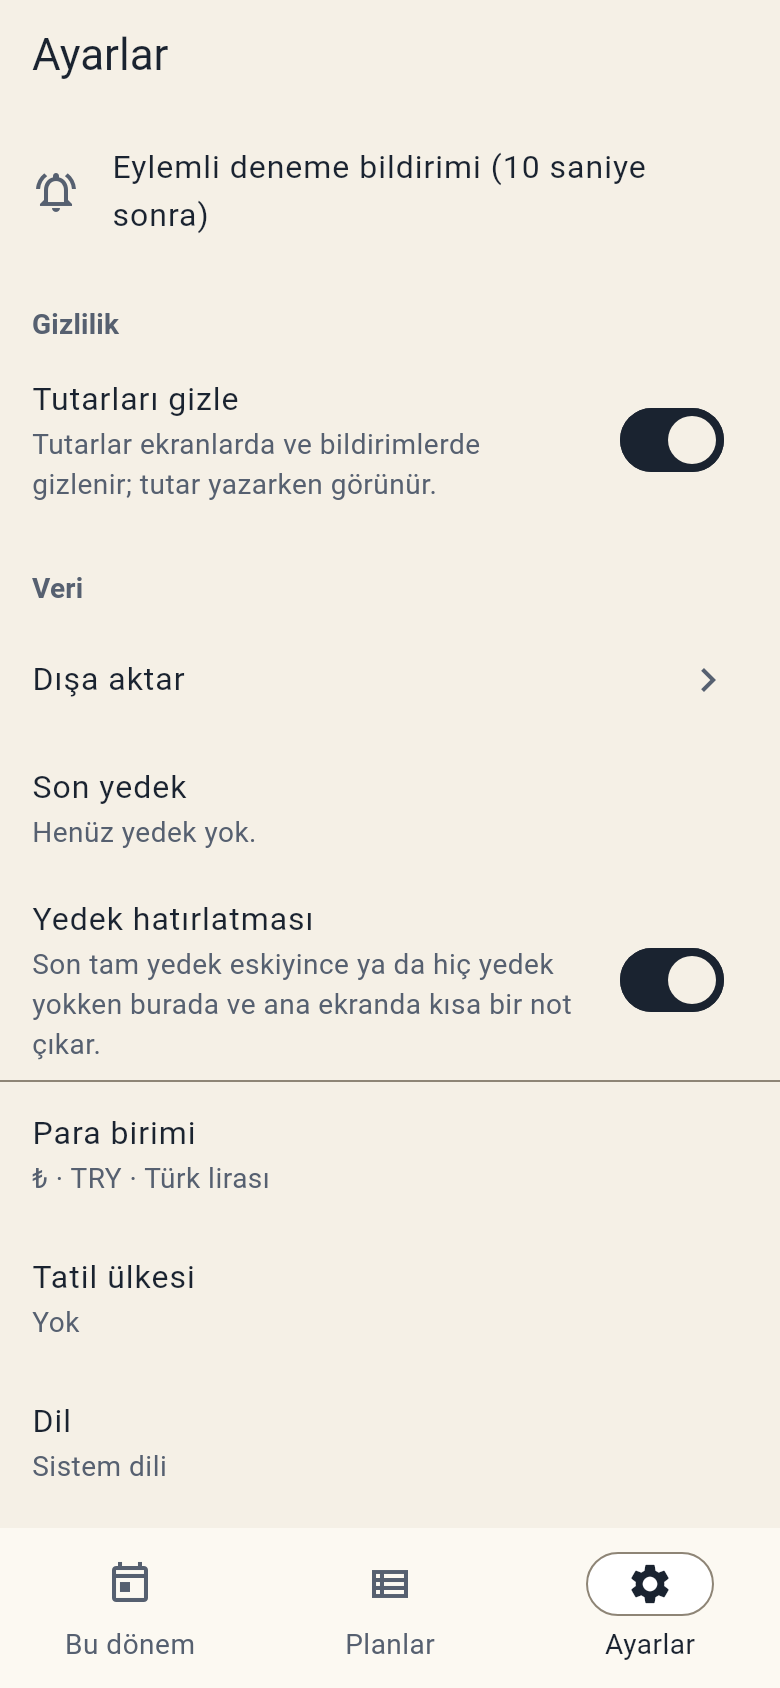 Ayarlar
Eylemli deneme bildirimi (10 saniye
sonra)
Gizlilik
Tutarları gizle
Tutarlar ekranlarda ve bildirimlerde
gizlenir; tutar yazarken görünür.
Veri
Dışa aktar
Son yedek
Henüz yedek yok.
Yedek hatırlatması
Son tam yedek eskiyince ya da hiç yedek
yokken burada ve ana ekranda kısa bir not
çıkar.
Para birimi
₺ · TRY · Türk lirası
Tatil ülkesi
Yok
Dil
Sistem dili
Bu dönem
Planlar
Ayarlar